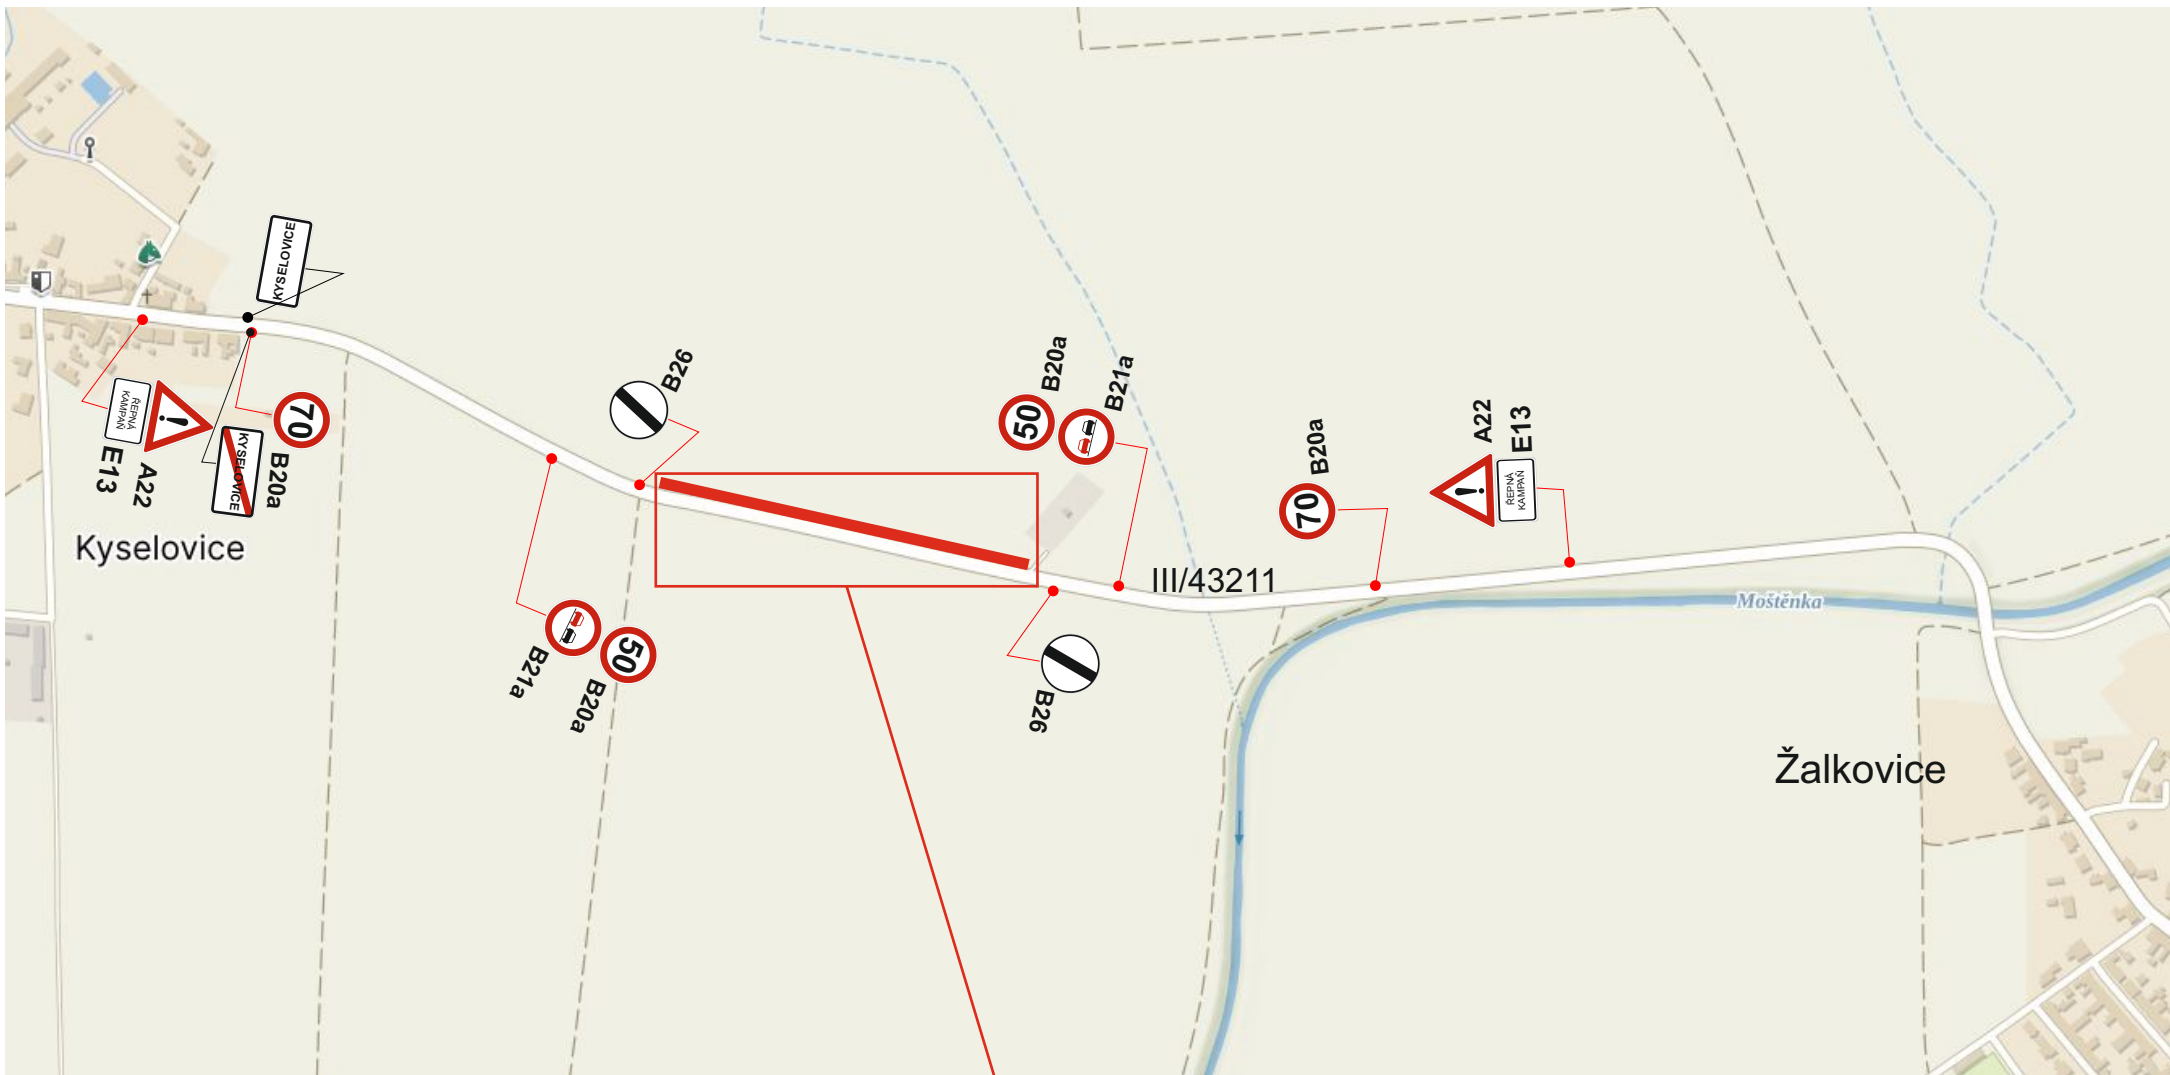 KYSELOVICE
ŘEPNÁ
KAMPAŇ
E13
A22
KYSELOVICE
70
B20a
Kyselovice
B26
B21a
50
B20a
50
B20a
B21a
B26
III/43211
70
B20a
A22
E13
ŘEPNÁ
KAMPAŇ
Moštěnka
Žalkovice